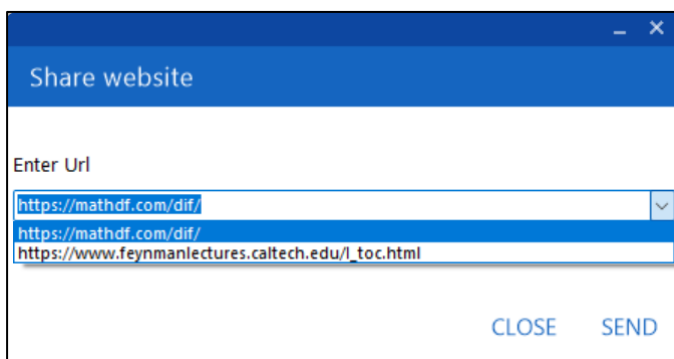 Share website
Enter Url
https://mathdf.com/dif/
https://mathdf.com/dif/
https://www.feynmanlectures.caltech.edu/I_toc.html
CLOSE SEND